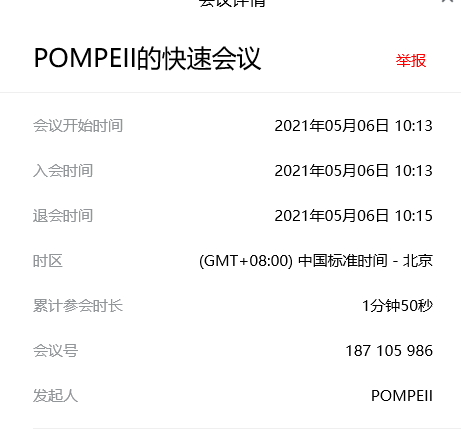 会议详情
POMPEII的快速会议 举报
会议开始时间 2021年05月06日 10:13
入会时间 2021年05月06日 10:13
退会时间 2021年05月06日 10:15
时区 (GMT+08:00) 中国标准时间 - 北京
累计参会时长 1分钟50秒
会议号 187 105 986
发起人 POMPEII